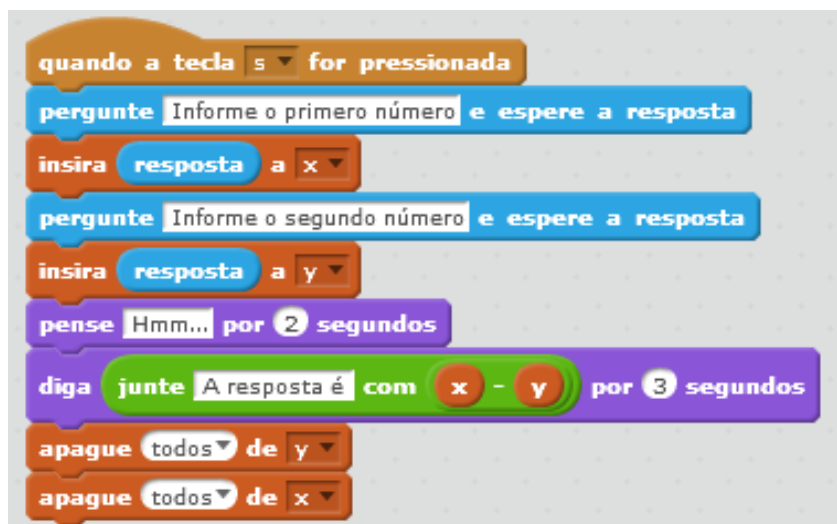 quando a tecla s for pressionada
pergunte Informe o primero número e espere a resposta
insira resposta a x
pergunte Informe o segundo número e espere a resposta
insira resposta a y
pense Hmm... por 2 segundos
diga junte A resposta é com x - y por 3 segundos
apague todos de y
apague todos de x